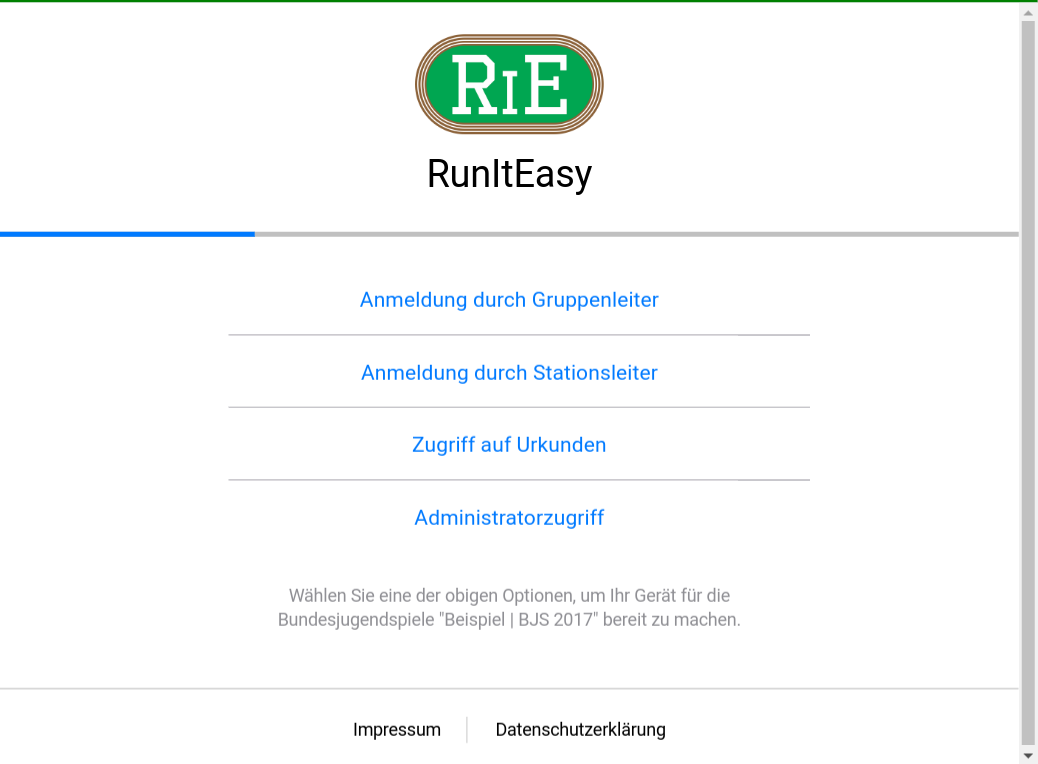 RIE
RunItEasy
Anmeldung durch Gruppenleiter
Anmeldung durch Stationsleiter
Zugriff auf Urkunden
Administratorzugriff
Wählen Sie eine der obigen Optionen, um Ihr Gerät für die
Bundesjugendspiele "Beispiel | BJS 2017" bereit zu machen.
Impressum
Datenschutzerklärung